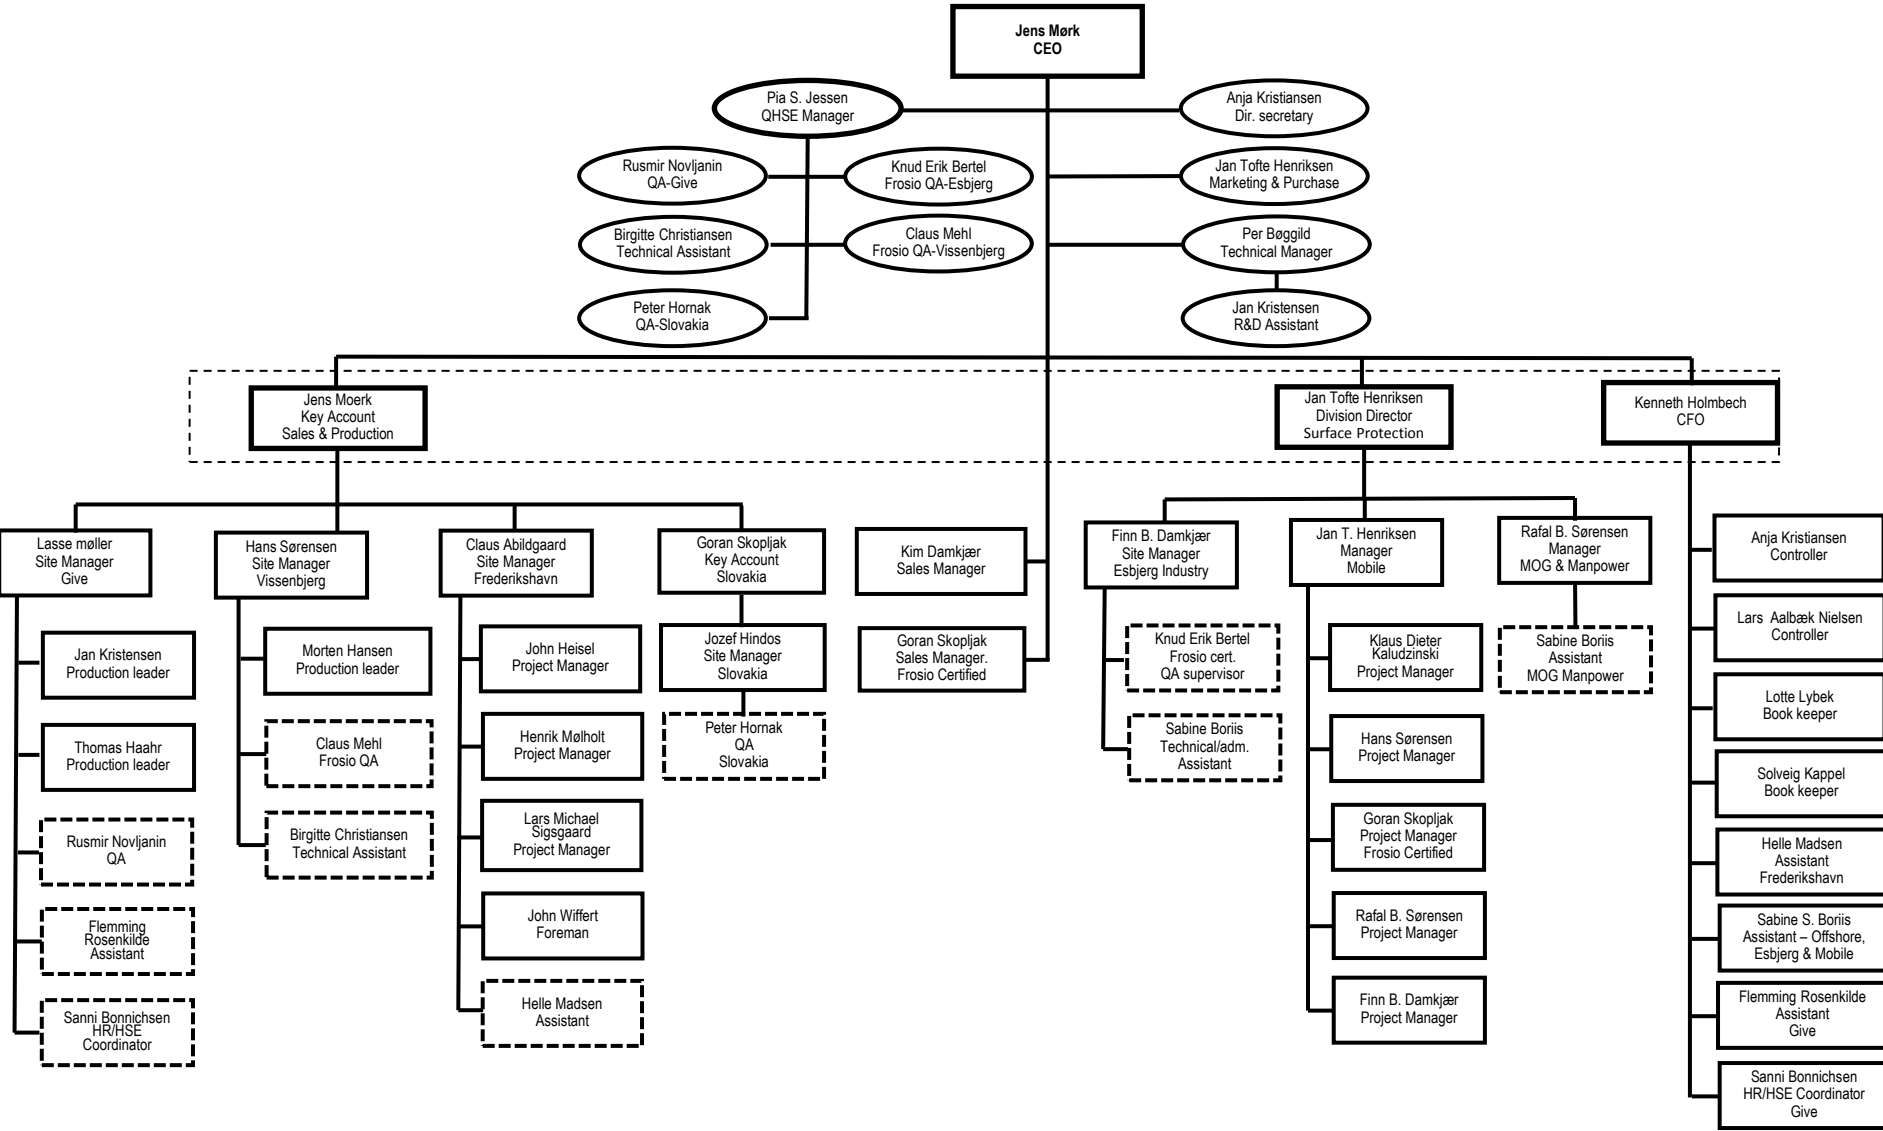 Jens Mørk
CEO
Pia S. Jessen
QHSE Manager
Anja Kristiansen
Dir. secretary
Rusmir Novljanin
QA-Give
Knud Erik Bertel
Frosio QA-Esbjerg
Jan Tofte Henriksen
Marketing & Purchase
Birgitte Christiansen
Technical Assistant
Claus Mehl
Frosio QA-Vissenbjerg
Per Bøggild
Technical Manager
Peter Hornak
QA-Slovakia
Jan Kristensen
R&D Assistant
Jens Moerk
Key Account
Sales & Production
Jan Tofte Henriksen
Division Director
Surface Protection
Kenneth Holmbech
CFO
Lasse møller
Site Manager
Give
Jan Kristensen
Production leader
Thomas Haahr
Production leader
Rusmir Novljanin
QA
Flemming
Rosenkilde
Assistant
Sanni Bonnichsen
HR/HSE
Coordinator
Hans Sørensen
Site Manager
Vissenbjerg
Morten Hansen
Production leader
Claus Mehl
Frosio QA
Birgitte Christiansen
Technical Assistant
Claus Abildgaard
Site Manager
Frederikshavn
John Heisel
Project Manager
Henrik Mølholt
Project Manager
Lars Michael
Sigsgaard
Project Manager
John Wiffert
Foreman
Helle Madsen
Assistant
Goran Skopljak
Key Account
Slovakia
Jozef Hindos
Site Manager
Slovakia
Peter Hornak
QA
Slovakia
Kim Damkjær
Sales Manager
Goran Skopljak
Sales Manager.
Frosio Certified
Finn B. Damkjær
Site Manager
Esbjerg Industry
Knud Erik Bertel
Frosio cert.
QA supervisor
Sabine Boriis
Technical/adm.
Assistant
Jan T. Henriksen
Manager
Mobile
Klaus Dieter
Kaludzinski
Project Manager
Hans Sørensen
Project Manager
Goran Skopljak
Project Manager
Frosio Certified
Rafal B. Sørensen
Project Manager
Finn B. Damkjær
Project Manager
Rafal B. Sørensen
Manager
MOG & Manpower
Sabine Boriis
Assistant
MOG Manpower
Anja Kristiansen
Controller
Lars Aalbæk Nielsen
Controller
Lotte Lybek
Book keeper
Solveig Kappel
Book keeper
Helle Madsen
Assistant
Frederikshavn
Sabine S. Boriis
Assistant – Offshore,
Esbjerg & Mobile
Flemming Rosenkilde
Assistant
Give
Sanni Bonnichsen
HR/HSE Coordinator
Give